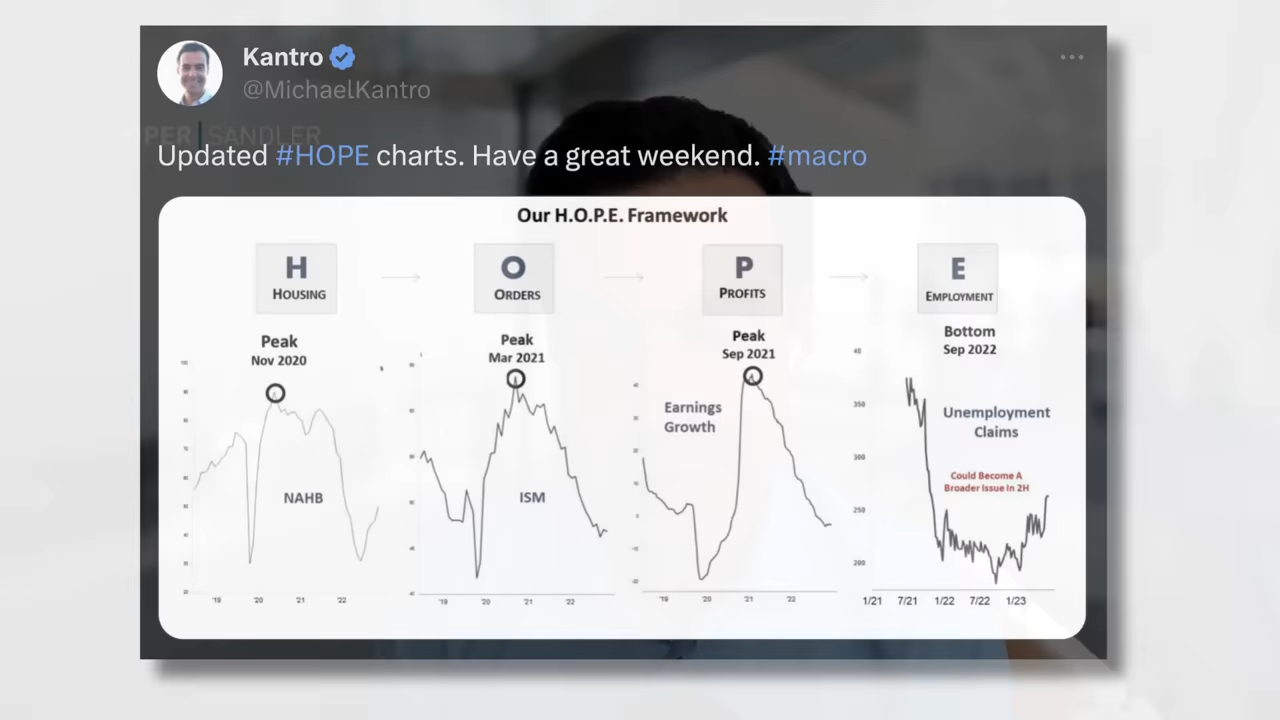 Kantro
@MichaelKantro
PER | SANDLER
Updated #HOPE charts. Have a great weekend. #macro
Our H.O.P.E. Framework
H
HOUSING
O
ORDERS
P
PROFITS
E
EMPLOYMENT
Peak
Nov 2020
Peak
Mar 2021
Peak
Sep 2021
Bottom
Sep 2022
NAHB
ISM
Earnings
Growth
Unemployment
Claims
Could Become A
Broader Issue In 2H
40
350
300
250
200
'19 '20 '21 '22
'19 '20 '21 '22
'19 '20 '21 '22
1/21 7/21 1/22 7/22 1/23